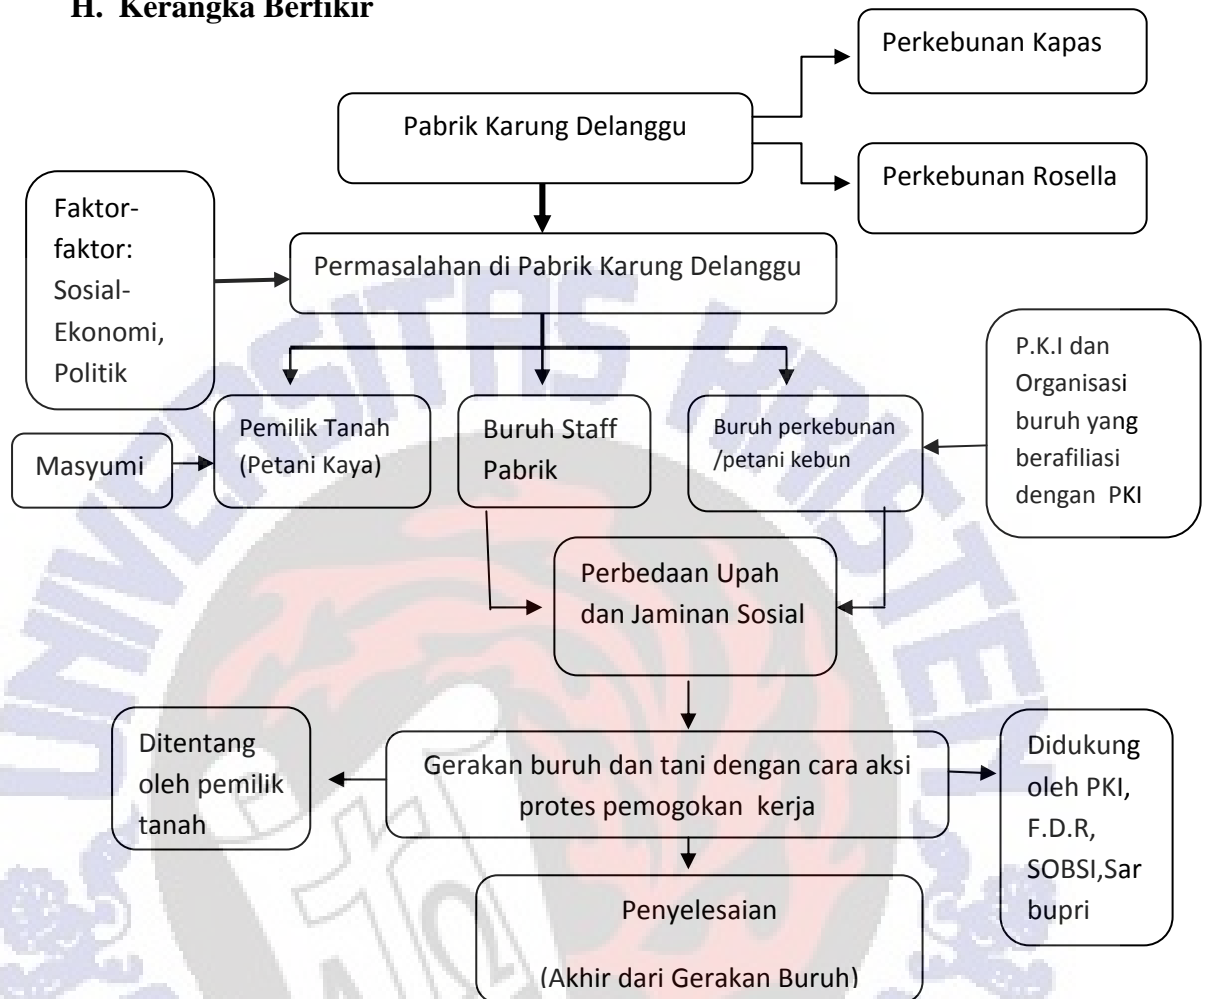 H. Kerangka Berfikir
Perkebunan Kapas
Pabrik Karung Delanggu
Perkebunan Rosella
Faktor-
faktor:
Sosial-
Ekonomi,
Politik
Permasalahan di Pabrik Karung Delanggu
P.K.I dan
Organisasi
buruh yang
berafiliasi
dengan PKI
Masyumi
Pemilik Tanah
(Petani Kaya)
Buruh Staff
Pabrik
Buruh perkebunan
/petani kebun
Perbedaan Upah
dan Jaminan Sosial
Ditentang
oleh pemilik
tanah
Gerakan buruh dan tani dengan cara aksi
protes pemogokan kerja
Didukung
oleh PKI,
F.D.R,
SOBSI,Sar
bupri
Penyelesaian
(Akhir dari Gerakan Buruh)
UNIVERSITAS KRISTEN